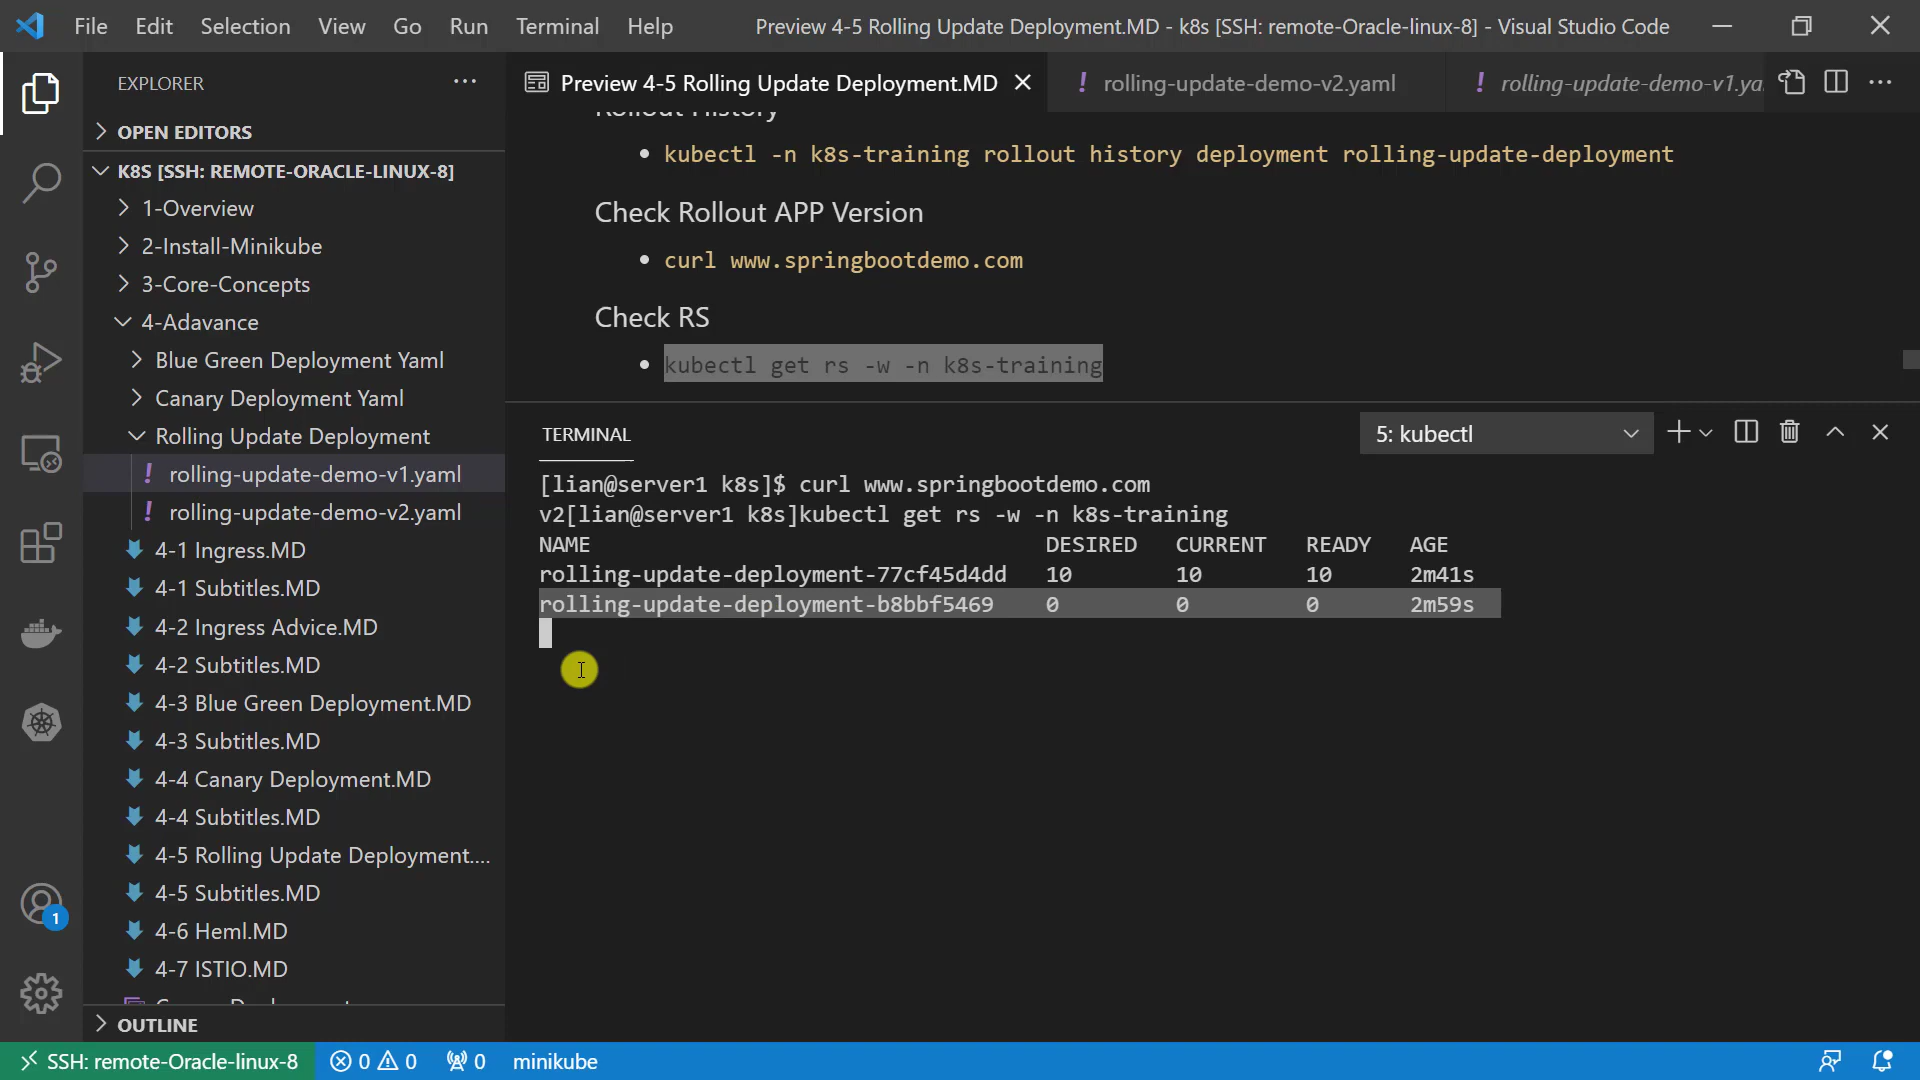 File Edit Selection View Go Run Terminal Help
Preview 4-5 Rolling Update Deployment.MD - k8s [SSH: remote-Oracle-linux-8] - Visual Studio Code
EXPLORER
OPEN EDITORS
K8S [SSH: REMOTE-ORACLE-LINUX-8]
1-Overview
2-Install-Minikube
3-Core-Concepts
4-Adavance
Blue Green Deployment Yaml
Canary Deployment Yaml
Rolling Update Deployment
! rolling-update-demo-v1.yaml
! rolling-update-demo-v2.yaml
4-1 Ingress.MD
4-1 Subtitles.MD
4-2 Ingress Advice.MD
4-2 Subtitles.MD
4-3 Blue Green Deployment.MD
4-3 Subtitles.MD
4-4 Canary Deployment.MD
4-4 Subtitles.MD
4-5 Rolling Update Deployment....
4-5 Subtitles.MD
4-6 Heml.MD
4-7 ISTIO.MD
OUTLINE
Preview 4-5 Rolling Update Deployment.MD
! rolling-update-demo-v2.yaml
! rolling-update-demo-v1.ya
Rollout History
• kubectl -n k8s-training rollout history deployment rolling-update-deployment
Check Rollout APP Version
• curl www.springbootdemo.com
Check RS
• kubectl get rs -w -n k8s-training
TERMINAL
5: kubectl
[lian@server1 k8s]$ curl www.springbootdemo.com
v2[lian@server1 k8s]kubectl get rs -w -n k8s-training
NAME DESIRED CURRENT READY AGE
rolling-update-deployment-77cf45d4dd 10 10 10 2m41s
rolling-update-deployment-b8bbf5469 0 0 0 2m59s
1
SSH: remote-Oracle-linux-8 0 0 0 minikube